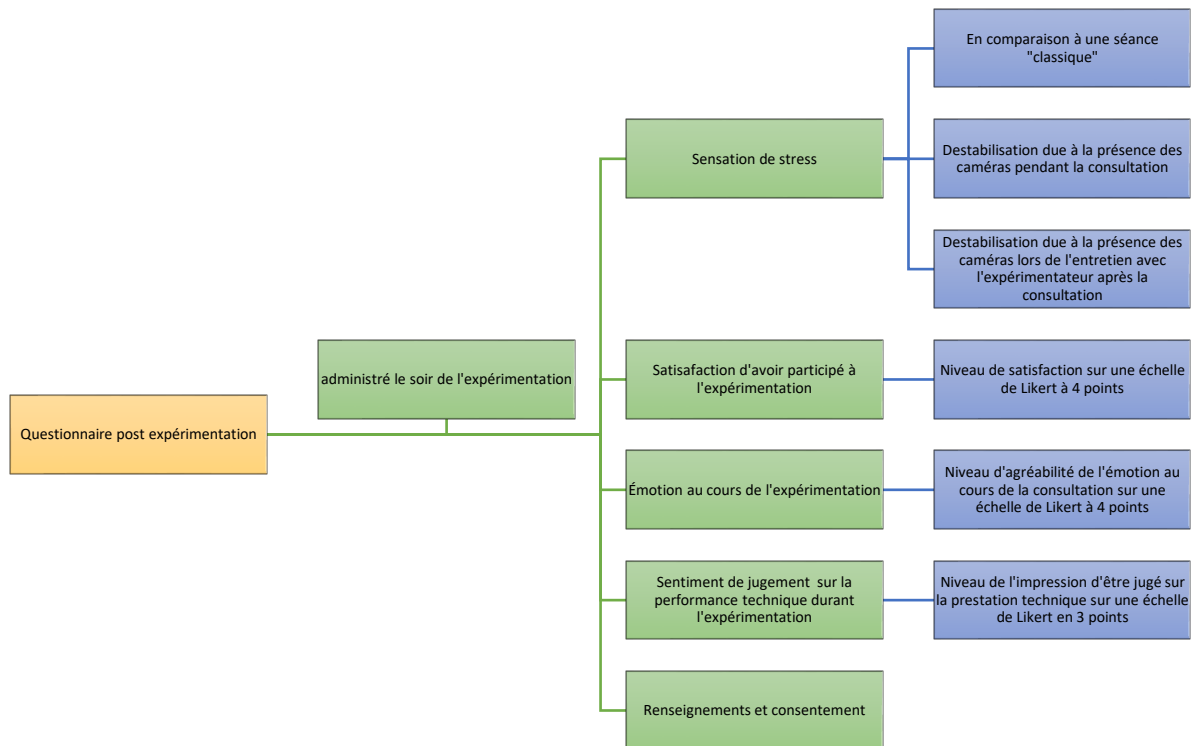 Questionnaire post expérimentation
administré le soir de l'expérimentation
Sensation de stress
En comparaison à une séance
"classique"
Destabilisation due à la présence des
caméras pendant la consultation
Destabilisation due à la présence des
caméras lors de l'entretien avec
l'expérimentateur après la
consultation
Satisafaction d'avoir participé à
l'expérimentation
Niveau de satisfaction sur une échelle
de Likert à 4 points
Émotion au cours de l'expérimentation
Niveau d'agréabilité de l'émotion au
cours de la consultation sur une
échelle de Likert à 4 points
Sentiment de jugement  sur la
performance technique durant
l'expérimentation
Niveau de l'impression d'être jugé sur
la prestation technique sur une échelle
de Likert en 3 points
Renseignements et consentement